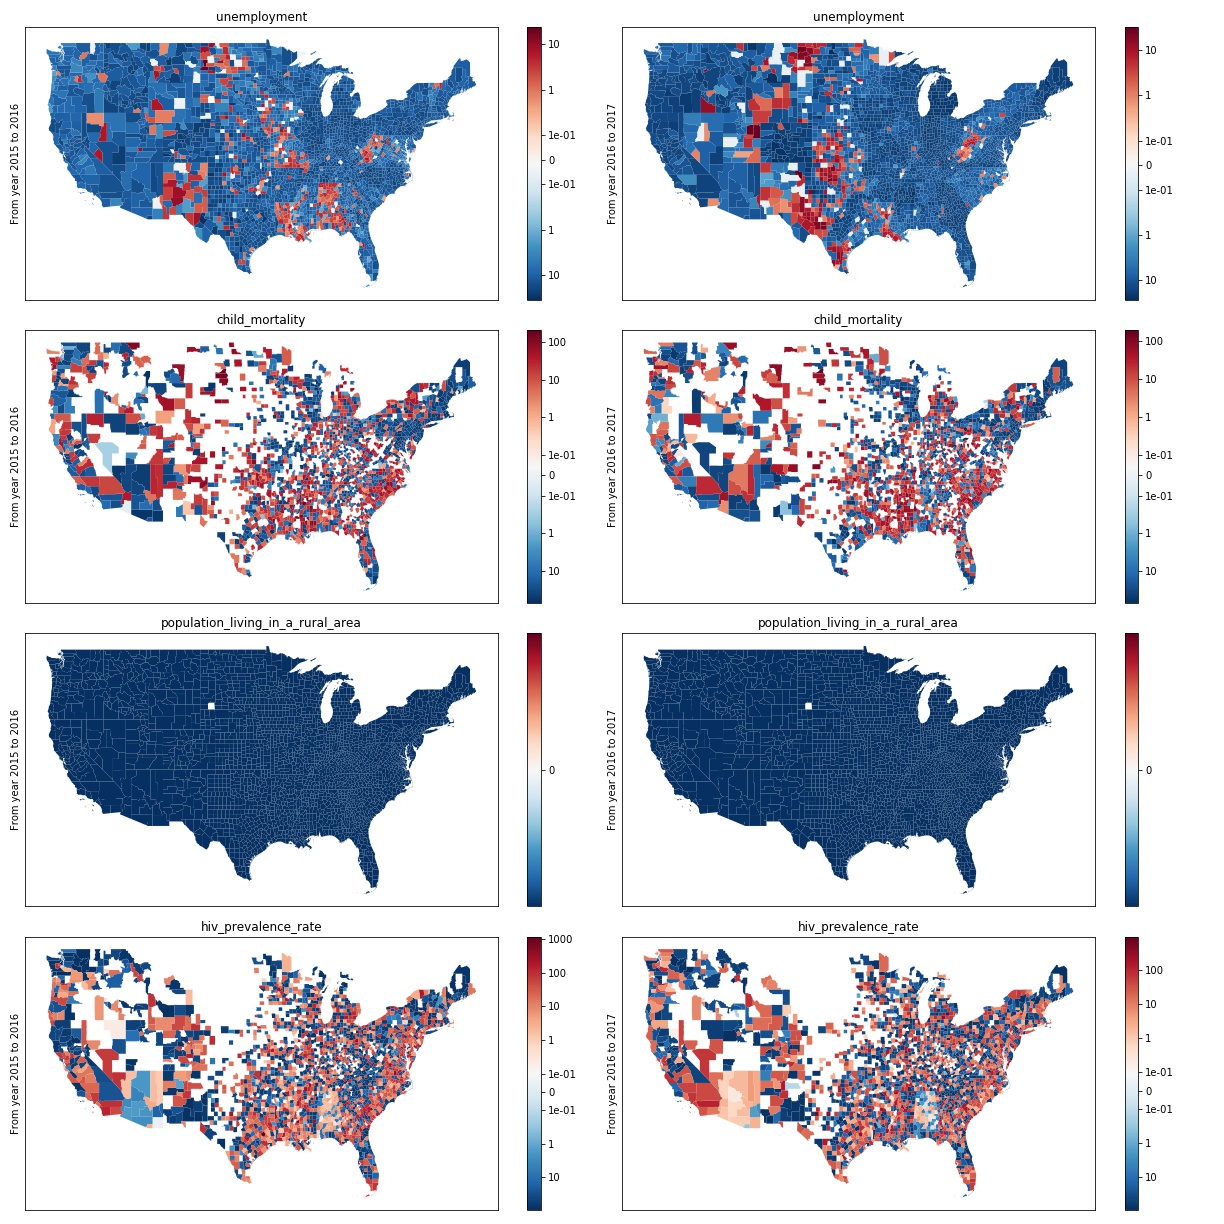 unemployment
From year 2015 to 2016
10
1
1e-01
0
1e-01
1
10
unemployment
From year 2016 to 2017
10
1
1e-01
0
1e-01
1
10
child_mortality
From year 2015 to 2016
100
10
1
1e-01
0
1e-01
1
10
child_mortality
From year 2016 to 2017
100
10
1
1e-01
0
1e-01
1
10
population_living_in_a_rural_area
From year 2015 to 2016
0
population_living_in_a_rural_area
From year 2016 to 2017
0
hiv_prevalence_rate
From year 2015 to 2016
1000
100
10
1
1e-01
0
1e-01
1
10
hiv_prevalence_rate
From year 2016 to 2017
100
10
1
1e-01
0
1e-01
1
10